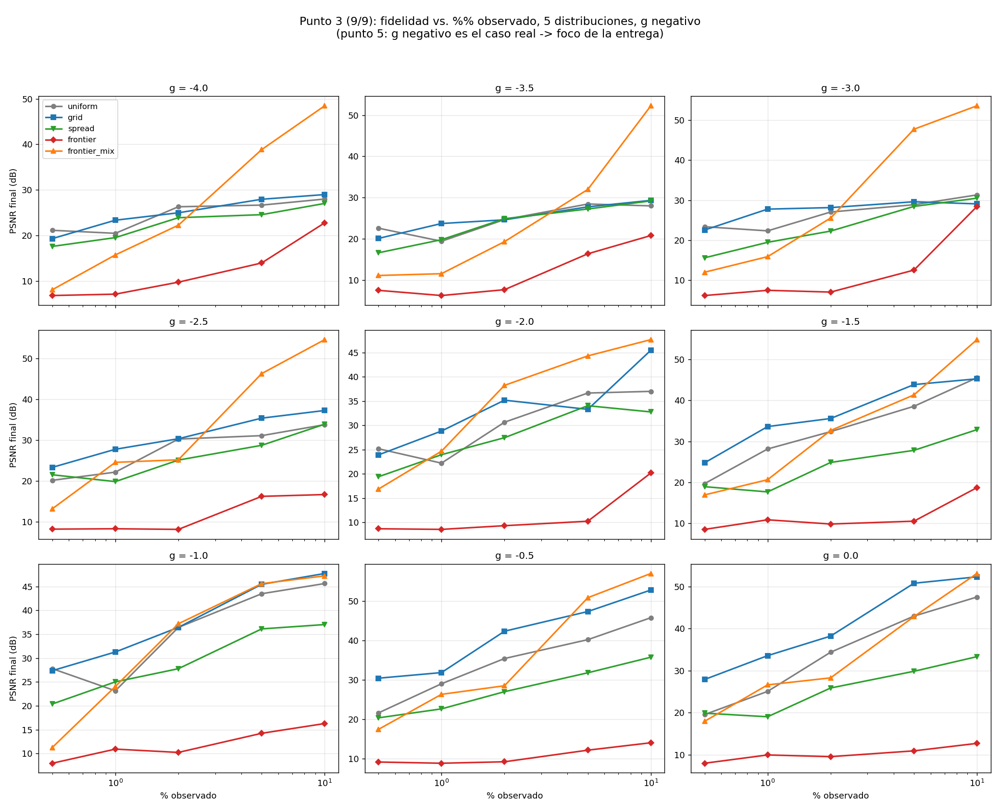 Punto 3 (9/9): fidelidad vs. %% observado, 5 distribuciones, g negativo
(punto 5: g negativo es el caso real -> foco de la entrega)
g = -4.0
g = -3.5
g = -3.0
PSNR final (dB)
50
40
30
20
10
uniform
grid
spread
frontier
frontier_mix
50
40
30
20
10
50
40
30
20
10
g = -2.5
g = -2.0
g = -1.5
PSNR final (dB)
50
40
30
20
10
45
40
35
30
25
20
15
10
50
40
30
20
10
g = -1.0
g = -0.5
g = 0.0
PSNR final (dB)
45
40
35
30
25
20
15
10
50
40
30
20
10
50
40
30
20
10
10⁰ 10¹
10⁰ 10¹
10⁰ 10¹
% observado
% observado
% observado